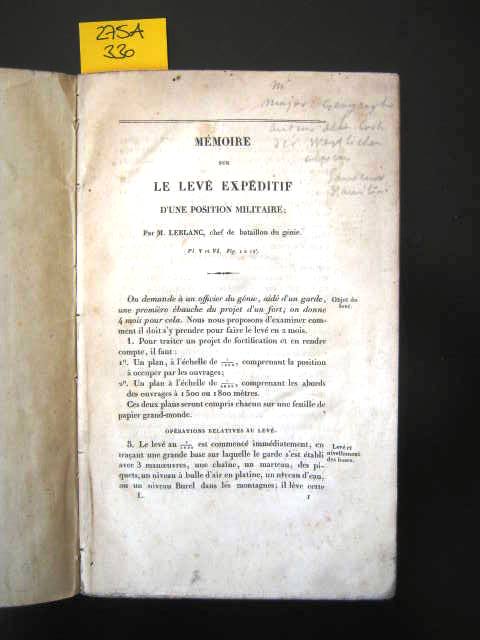 275A
330
Mr
Major
MÉMOIRE
SUR
LE LEVÉ EXPÉDITIF
D'UNE POSITION MILITAIRE;
Par M. LEBLANC, chef de bataillon du génie.
Pl. V et VI, Fig.
On demande à un officier du génie, aidé d'un garde,
une première ébauche du projet d'un fort; on donne
4 mois pour cela. Nous nous proposons d'examiner com-
ment il doit s'y prendre pour faire le levé en 2 mois.
Objet du
levé.
1. Pour traiter un projet de fortification et en rendre
compte, il faut:
1º. Un plan, à l'échelle de comprenant la position
à occuper par les ouvrages;
2º. Un plan à l'échelle de comprenant les abords
des ouvrages à 1500 ou 1800 mètres.
Ces deux plans seront compris chacun sur une feuille de
papier grand-monde.
OPÉRATIONS RELATIVES AU LEVÉ.
3. Le levé au est commencé immédiatement, en
traçant une grande base sur laquelle le garde s'est établi
avec 3 manœuvres, une chaîne, un marteau, des pi-
quets, un niveau à bulle d'air en platine, un niveau d'eau,
ou un niveau Burel dans les montagnes; il lève cette
Levé et
nivellement
des bases.
1. 1